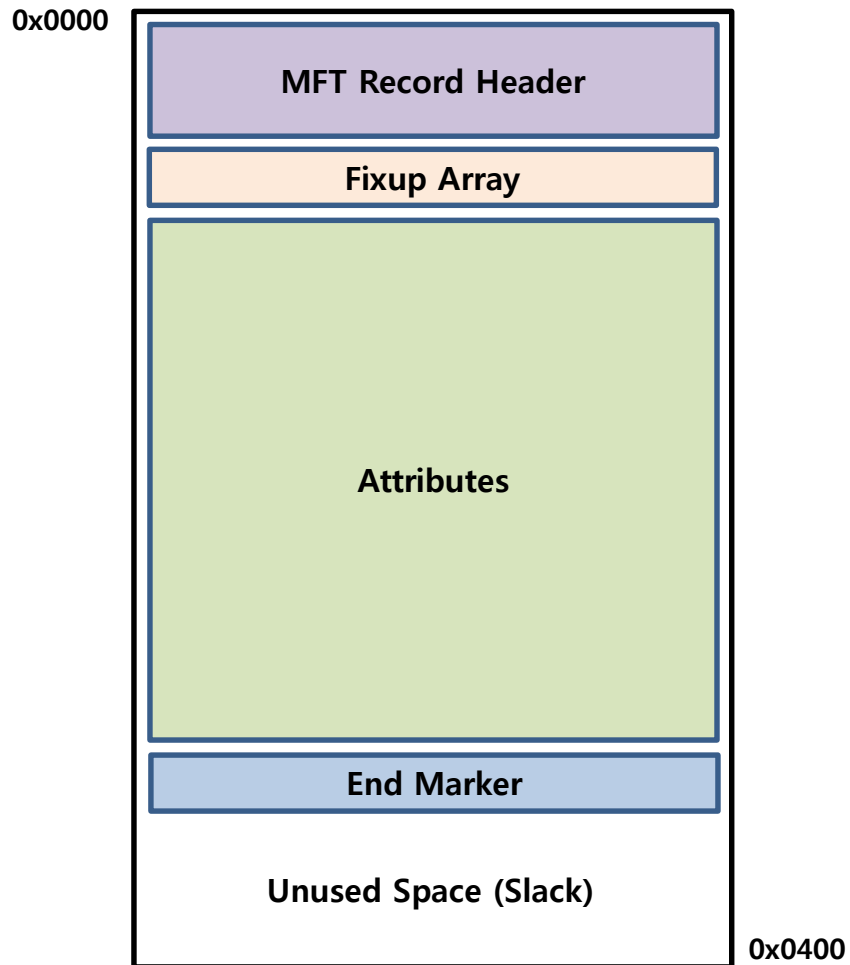 0x0000
MFT Record Header
Fixup Array
Attributes
End Marker
Unused Space (Slack)
0x0400